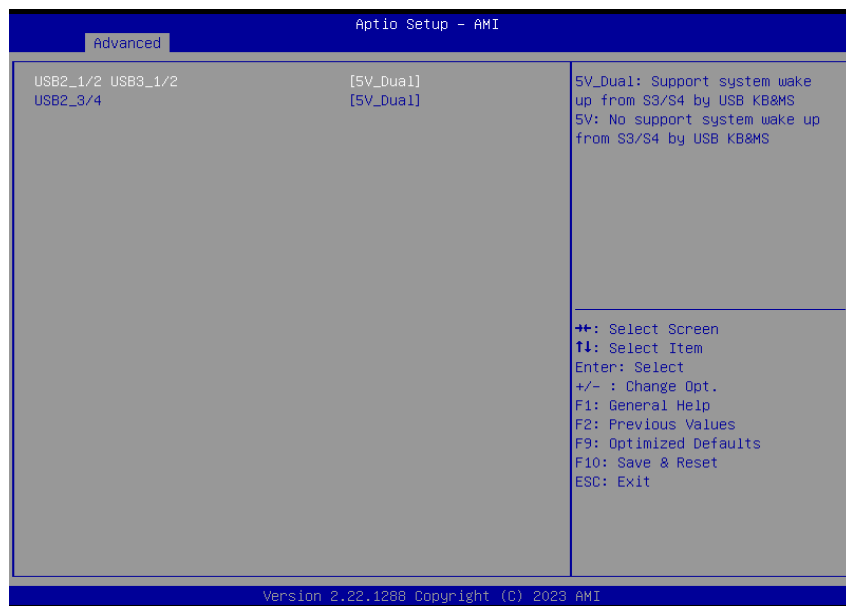 Aptio Setup – AMI
Advanced
USB2_1/2 USB3_1/2 [5V_Dual]
USB2_3/4 [5V_Dual]
5V_Dual: Support system wake
up from S3/S4 by USB KB&MS
5V: No support system wake up
from S3/S4 by USB KB&MS
→←: Select Screen
↑↓: Select Item
Enter: Select
+/- : Change Opt.
F1: General Help
F2: Previous Values
F9: Optimized Defaults
F10: Save & Reset
ESC: Exit
Version 2.22.1288 Copyright (C) 2023 AMI